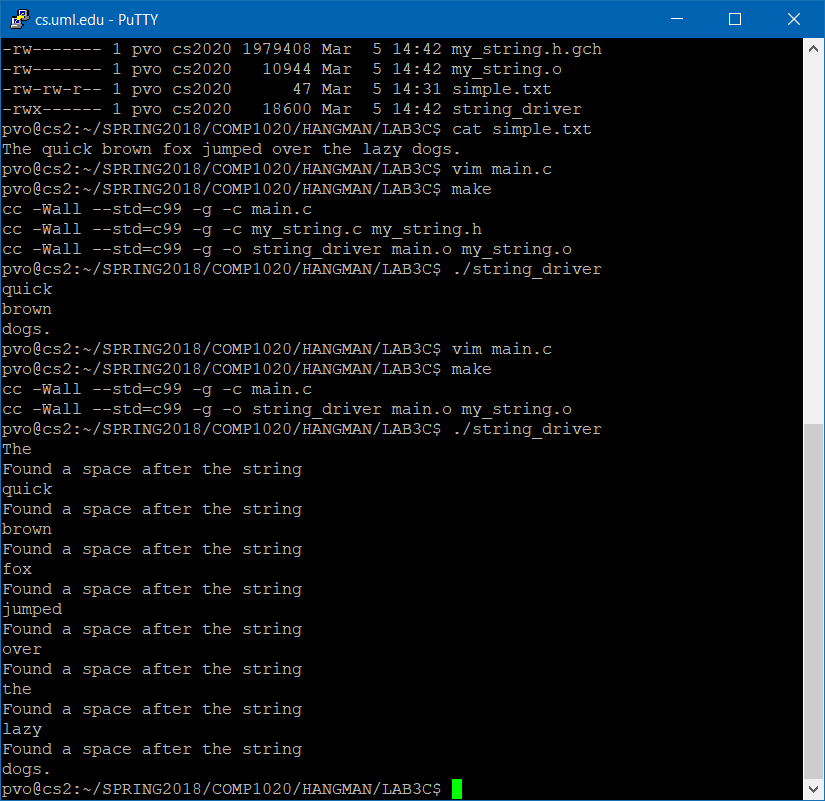 cs.uml.edu - PuTTY
-rw------- 1 pvo cs2020 1979408 Mar  5 14:42 my_string.h.gch
-rw------- 1 pvo cs2020   10944 Mar  5 14:42 my_string.o
-rw-rw-r-- 1 pvo cs2020      47 Mar  5 14:31 simple.txt
-rwx------ 1 pvo cs2020   18600 Mar  5 14:42 string_driver
pvo@cs2:~/SPRING2018/COMP1020/HANGMAN/LAB3C$ cat simple.txt
The quick brown fox jumped over the lazy dogs.
pvo@cs2:~/SPRING2018/COMP1020/HANGMAN/LAB3C$ vim main.c
pvo@cs2:~/SPRING2018/COMP1020/HANGMAN/LAB3C$ make
cc -Wall --std=c99 -g -c main.c
cc -Wall --std=c99 -g -c my_string.c my_string.h
cc -Wall --std=c99 -g -o string_driver main.o my_string.o
pvo@cs2:~/SPRING2018/COMP1020/HANGMAN/LAB3C$ ./string_driver
quick
brown
dogs.
pvo@cs2:~/SPRING2018/COMP1020/HANGMAN/LAB3C$ vim main.c
pvo@cs2:~/SPRING2018/COMP1020/HANGMAN/LAB3C$ make
cc -Wall --std=c99 -g -c main.c
cc -Wall --std=c99 -g -o string_driver main.o my_string.o
pvo@cs2:~/SPRING2018/COMP1020/HANGMAN/LAB3C$ ./string_driver
The
Found a space after the string
quick
Found a space after the string
brown
Found a space after the string
fox
Found a space after the string
jumped
Found a space after the string
over
Found a space after the string
the
Found a space after the string
lazy
Found a space after the string
dogs.
pvo@cs2:~/SPRING2018/COMP1020/HANGMAN/LAB3C$